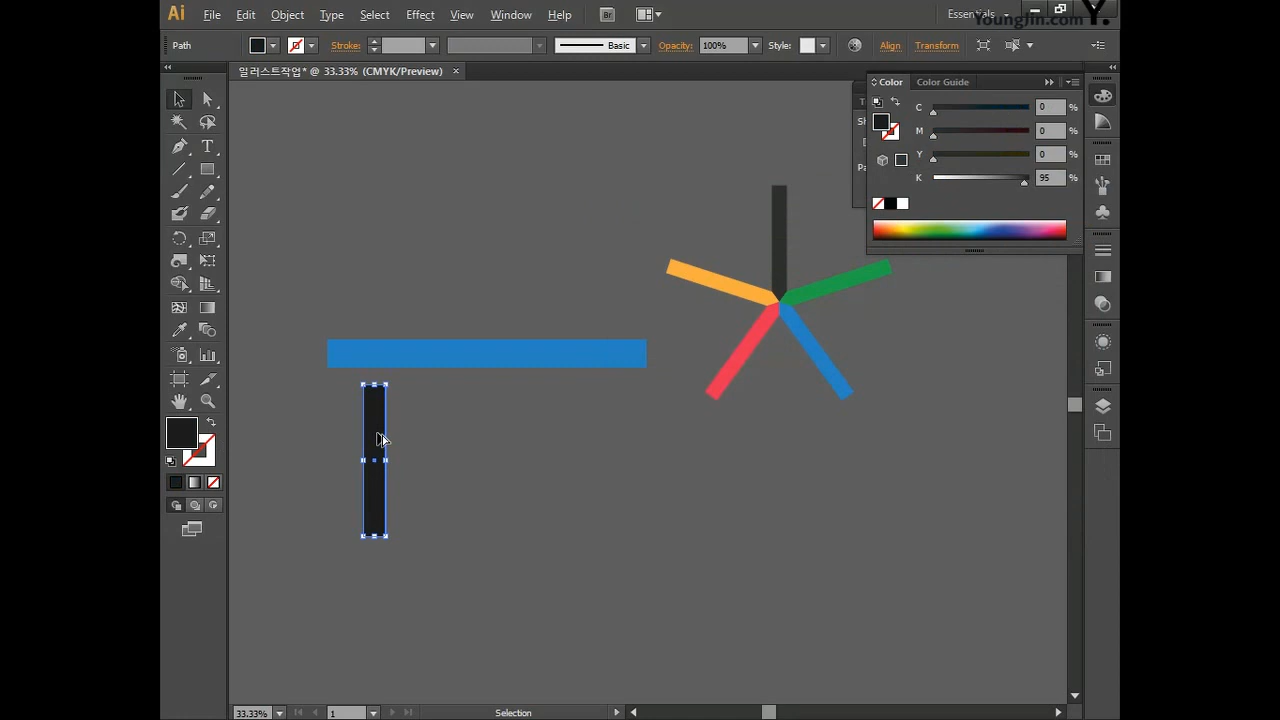 Ai File Edit Object Type Select Effect View Window Help Br Essentials
YoungJin.com Y.
Path Stroke: Basic Opacity: 100% Style: Align Transform
일러스트작업* @ 33.33% (CMYK/Preview) ×
Color Color Guide
C 0 %
M 0 %
Y 0 %
K 95 %
T
Sh
Pa
33.33% 1 Selection